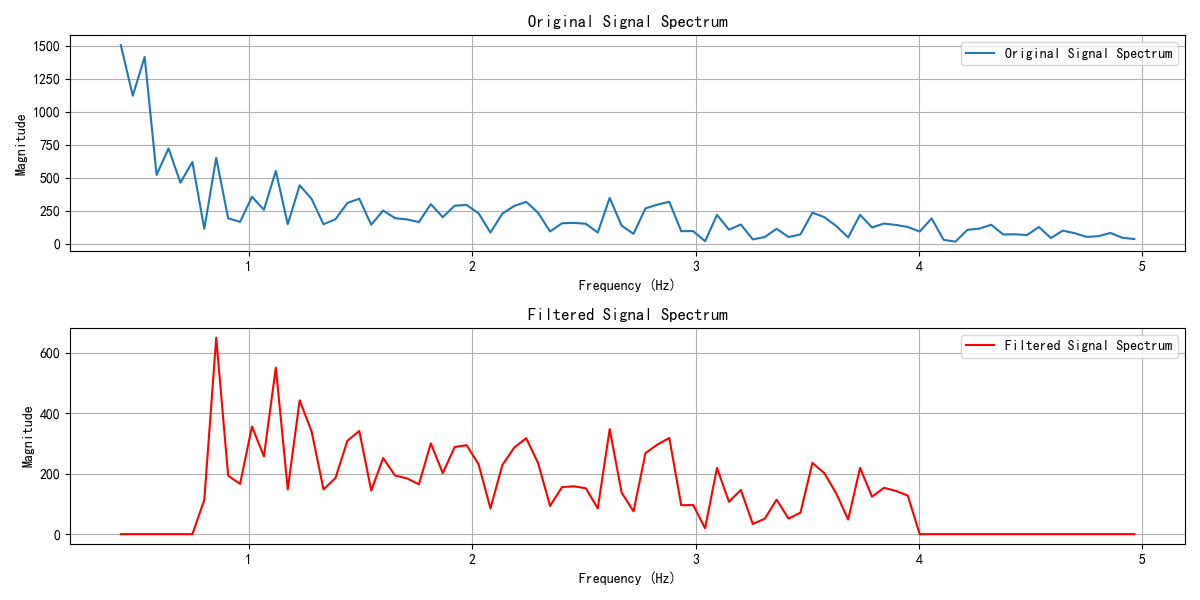 Original Signal Spectrum
1500
1250
1000
750
500
250
0
Magnitude
Original Signal Spectrum
1 2 3 4 5
Frequency (Hz)
Filtered Signal Spectrum
600
400
200
0
Magnitude
Filtered Signal Spectrum
1 2 3 4 5
Frequency (Hz)